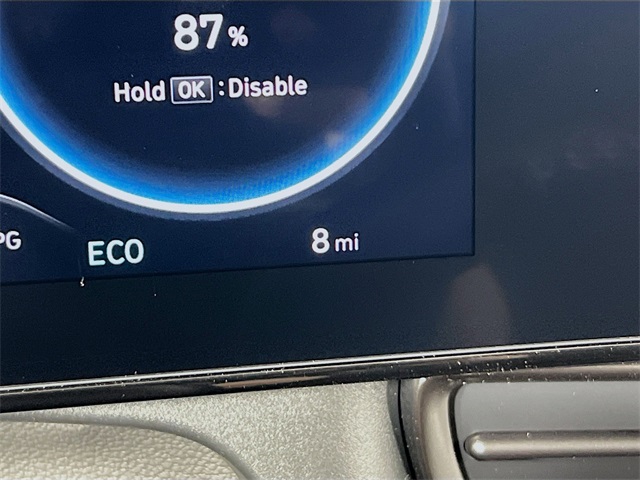 87%
Hold OK : Disable
PG
ECO
8 mi